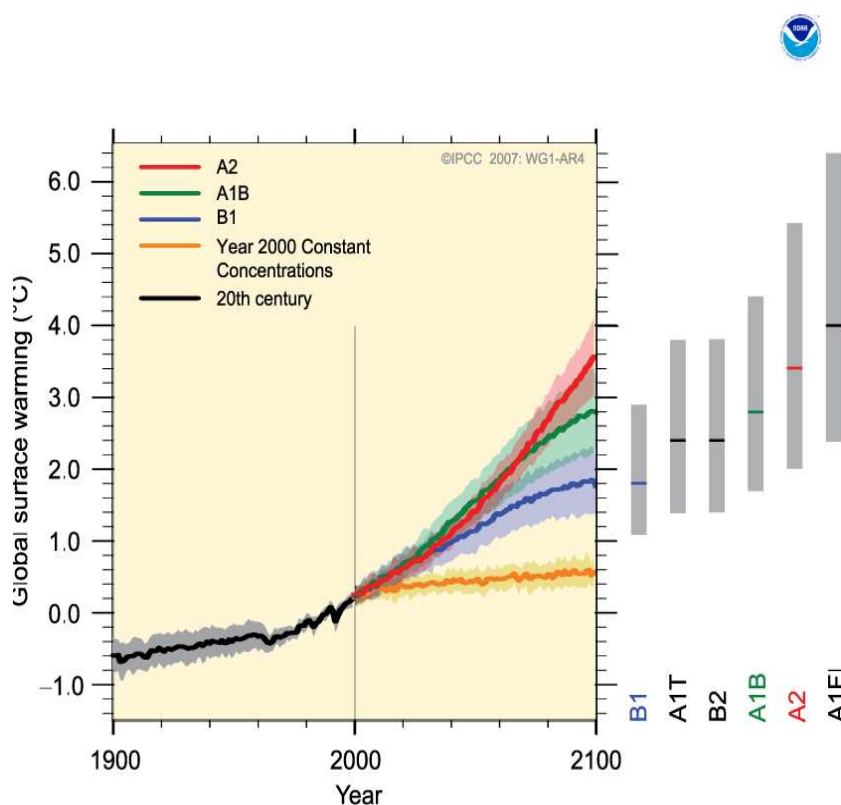 NOAA
©IPCC 2007: WG1-AR4
A2
A1B
B1
Year 2000 Constant
Concentrations
20th century
6.0
5.0
4.0
3.0
2.0
1.0
0.0
–1.0
Global surface warming (°C)
1900
2000
2100
Year
B1
A1T
B2
A1B
A2
A1FI